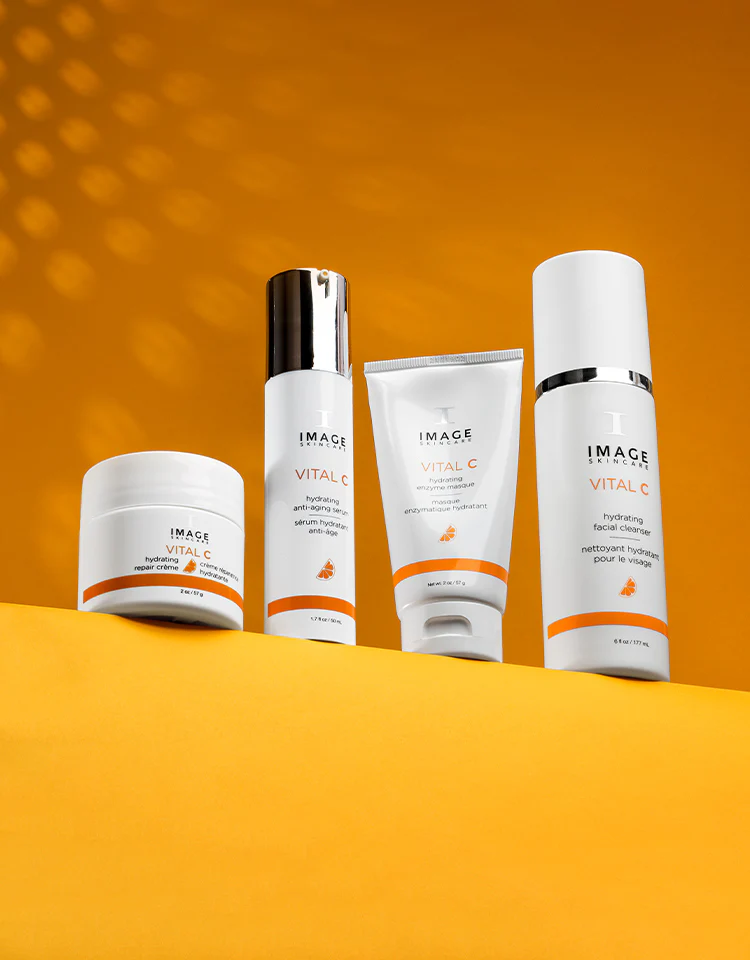 IMAGE
SKINCARE
VITAL C
hydrating
repair crème
crème réparatrice
hydratante
2 oz / 57 g
I
IMAGE
SKINCARE
VITAL C
hydrating
anti-aging serum
sérum hydratant
anti-âge
1.7 fl oz / 50 mL
I
IMAGE
SKINCARE
VITAL C
hydrating
enzyme masque
masque
enzymatique hydratant
Net wt. 2 oz / 57 g
I
IMAGE
SKINCARE
VITAL C
hydrating
facial cleanser
nettoyant hydratant
pour le visage
6 fl oz / 177 mL